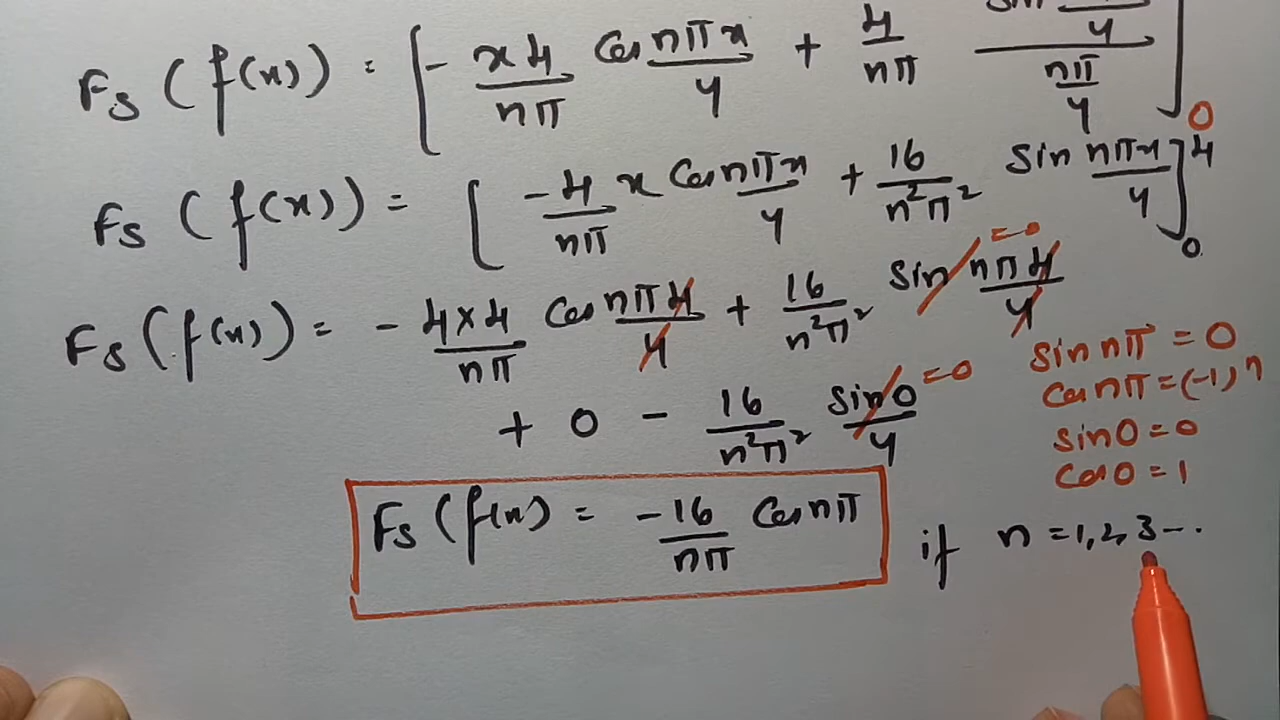 Fs (f(x)) = [ - x4/nπ cos nπx/4 + 4/nπ sin /4 / nπ/4 ] 0
Fs (f(x)) = [ -4/nπ x cos nπx/4 + 16/n²π² sin nπx/4 ]⁴₀
Fs (f(x)) = - 4×4/nπ cos nπ4/4 + 16/n²π² sin nπ4/4 =0
+ 0 - 16/n²π² sin0/4 =0
sin nπ = 0
cos nπ = (-1)ⁿ
sin0 = 0
cos0 = 1
Fs (f(x)) = -16/nπ cos nπ if n = 1, 2, 3 -..